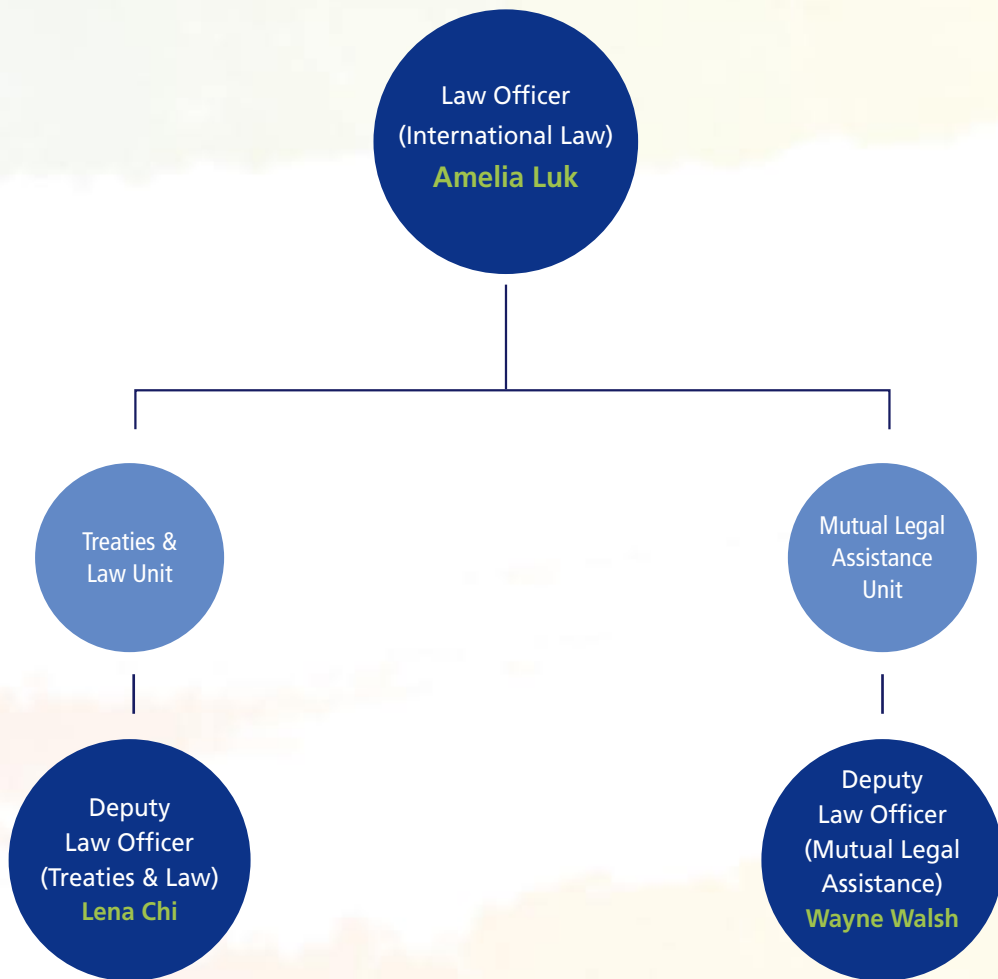 Law Officer
(International Law)
Amelia Luk
Treaties &
Law Unit
Mutual Legal
Assistance
Unit
Deputy
Law Officer
(Treaties & Law)
Lena Chi
Deputy
Law Officer
(Mutual Legal
Assistance)
Wayne Walsh